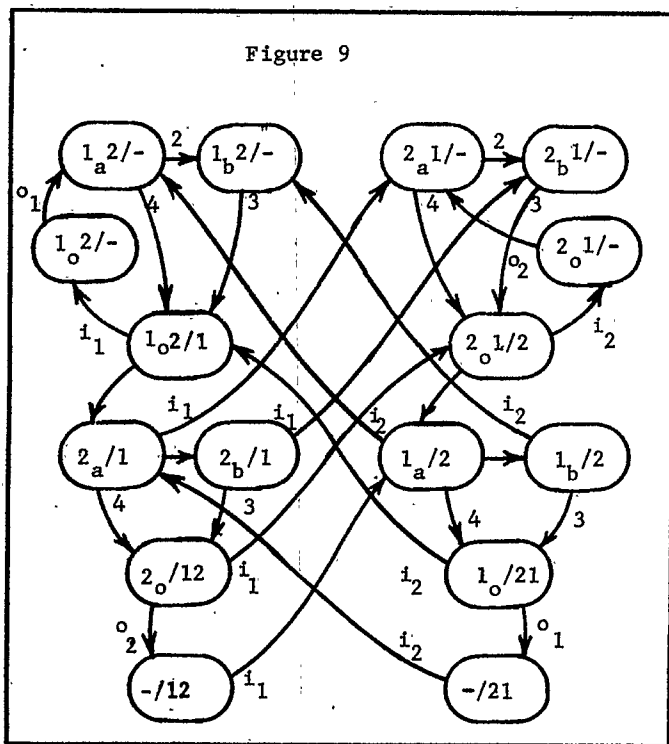 Figure 9
1a2/- 2 1b2/- 2a1/- 2 2b1/-
o1 4 3 4 3
1o2/- o2 2o1/-
i1 1o2/1 2o1/2 i2
i1 i1 i2 i2
2a/1 2b/1 1a/2 1b/2
4 3 4 3
2o/12 i1 i2 1o/21
o2 o1
-/12 i1 i2 -/21